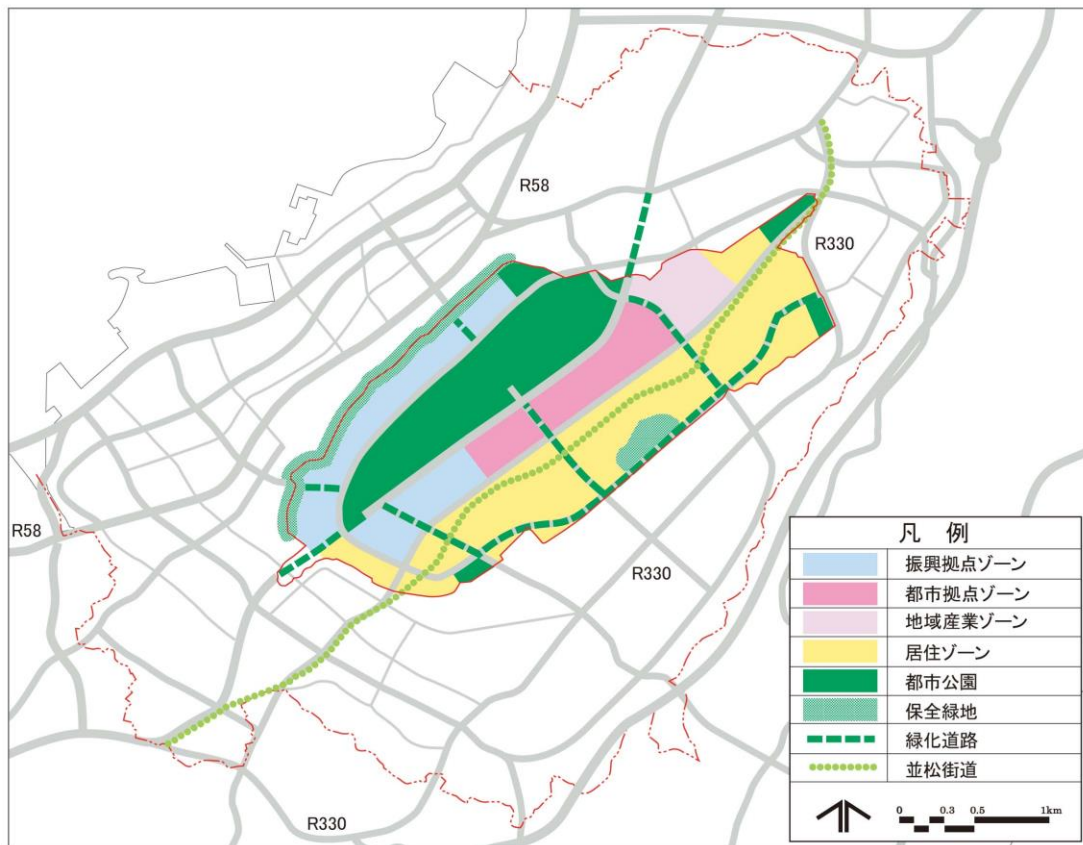 R58
R330
R58
R330
R330
凡 例
振興拠点ゾーン
都市拠点ゾーン
地域産業ゾーン
居住ゾーン
都市公園
保全緑地
緑化道路
並松街道
0 0.3 0.5 1km